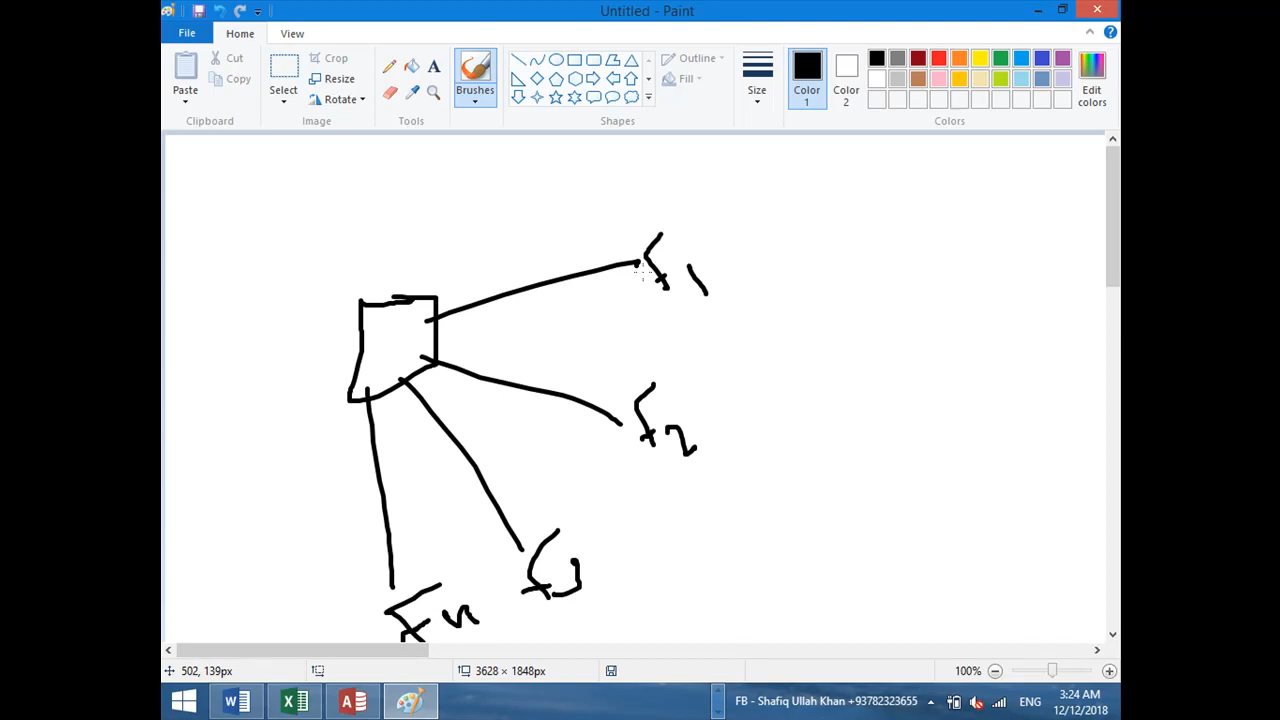 Untitled - Paint
File
Home
View
Paste
Cut
Copy
Clipboard
Select
Crop
Resize
Rotate
Image
A
Tools
Brushes
Shapes
Outline
Fill
Size
Color 1
Color 2
Edit colors
Colors
502, 139px
3628 × 1848px
100%
FB - Shafiq Ullah Khan +93782323655
ENG
3:24 AM
12/12/2018